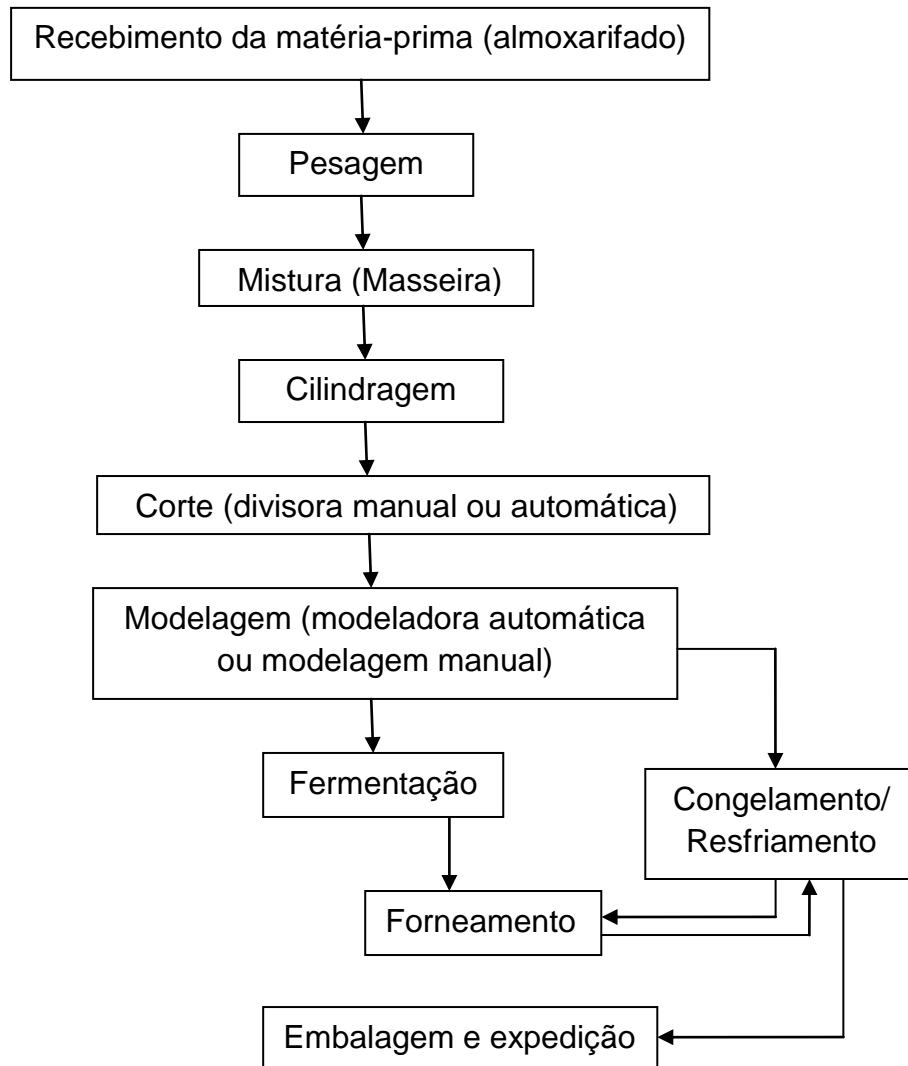 Recebimento da matéria-prima (almoxarifado)
Pesagem
Mistura (Masseira)
Cilindragem
Corte (divisora manual ou automática)
Modelagem (modeladora automática
ou modelagem manual)
Fermentação
Congelamento/
Resfriamento
Forneamento
Embalagem e expedição